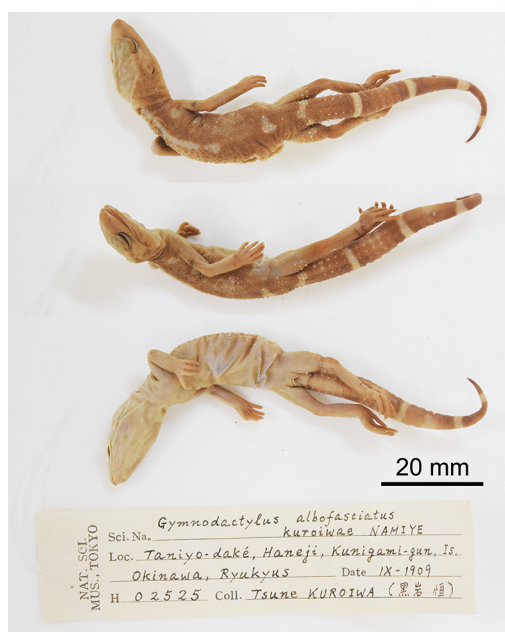 20 mm
NAT. SCI.
MUS., TOKYO
Sci. Na. Gymnodactylus albofasciatus
kuroiwae NAMIYE
Loc. Taniyo-daké, Haneji, Kunigami-gun, Is.
Okinawa, Ryukyus Date IX-1909
H 02525 Coll. Tsune KUROIWA (黒岩 恒)